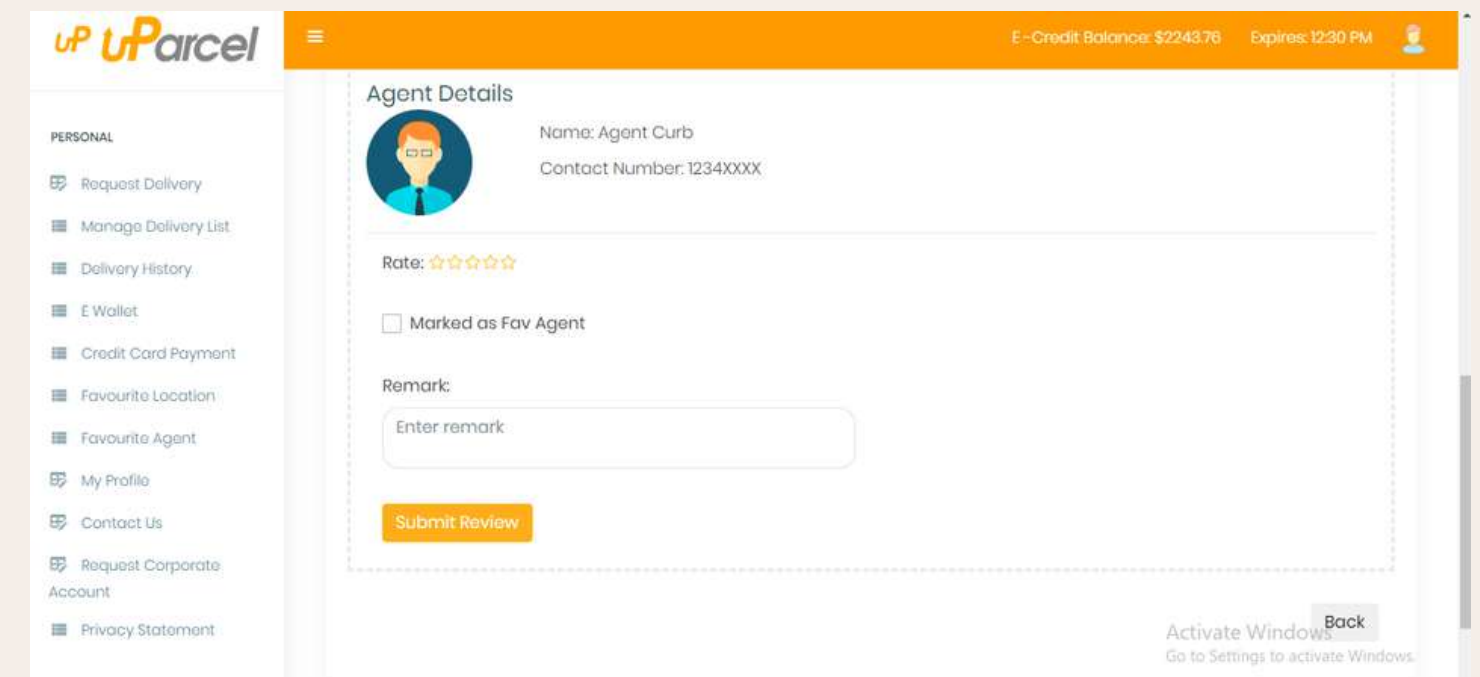 uP uParcel
E-Credit Balance: $2243.76 Expires: 12:30 PM
PERSONAL
Request Delivery
Manage Delivery List
Delivery History
E Wallet
Credit Card Payment
Favourite Location
Favourite Agent
My Profile
Contact Us
Request Corporate
Account
Privacy Statement
Agent Details
Name: Agent Curb
Contact Number: 1234XXXX
Rate:
Marked as Fav Agent
Remark:
Enter remark
Submit Review
Back
Activate Windows
Go to Settings to activate Windows.